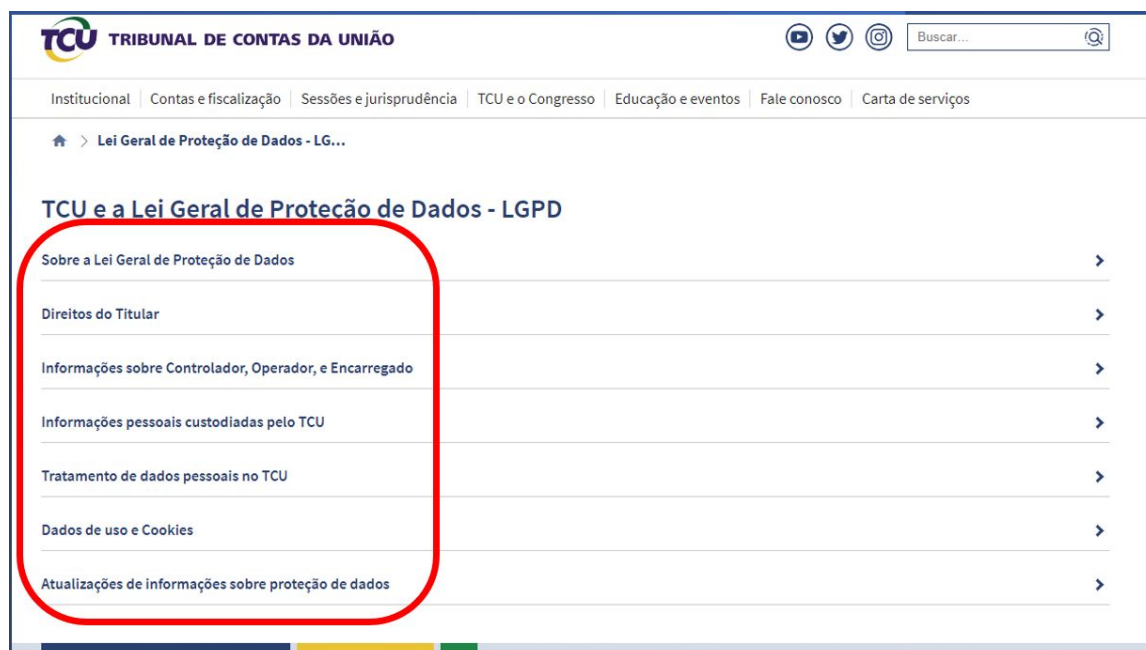 TCU TRIBUNAL DE CONTAS DA UNIÃO
Buscar...
Institucional Contas e fiscalização Sessões e jurisprudência TCU e o Congresso Educação e eventos Fale conosco Carta de serviços
Lei Geral de Proteção de Dados - LG...
TCU e a Lei Geral de Proteção de Dados - LGPD
Sobre a Lei Geral de Proteção de Dados
Direitos do Titular
Informações sobre Controlador, Operador, e Encarregado
Informações pessoais custodiadas pelo TCU
Tratamento de dados pessoais no TCU
Dados de uso e Cookies
Atualizações de informações sobre proteção de dados